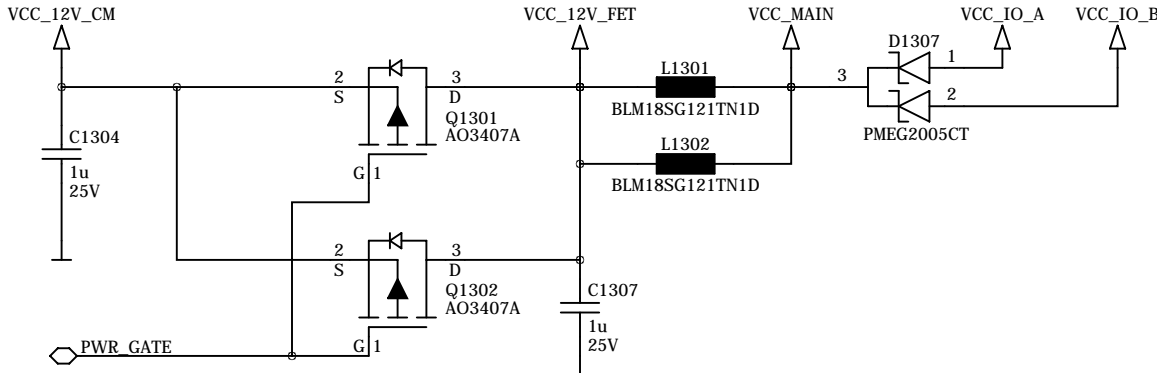 VCC_12V_CM
VCC_12V_FET
VCC_MAIN
VCC_IO_A
VCC_IO_B
D1307
1
2
3
PMEG2005CT
L1301
BLM18SG121TN1D
L1302
BLM18SG121TN1D
2
S
3
D
Q1301
AO3407A
G 1
C1304
1u
25V
2
S
3
D
Q1302
AO3407A
G 1
C1307
1u
25V
PWR_GATE